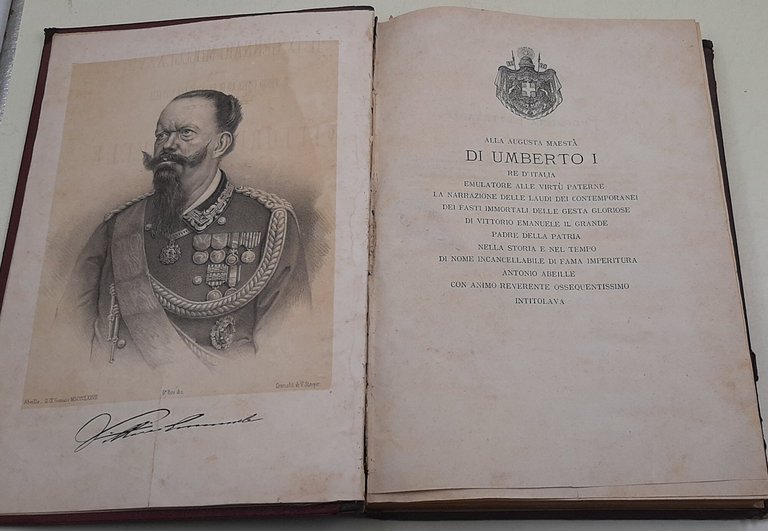 Vittorio Emanuele
ALLA AUGUSTA MAESTÀ
DI UMBERTO I
RE D'ITALIA
EMULATORE ALLE VIRTÙ PATERNE
LA NARRAZIONE DELLE LAUDI DEI CONTEMPORANEI
DEI FASTI IMMORTALI DELLE GESTA GLORIOSE
DI VITTORIO EMANUELE IL GRANDE
PADRE DELLA PATRIA
NELLA STORIA E NEL TEMPO
DI NOME INCANCELLABILE DI FAMA IMPERITURA
ANTONIO ABEILLE
CON ANIMO REVERENTE OSSEQUENTISSIMO
INTITOLAVA